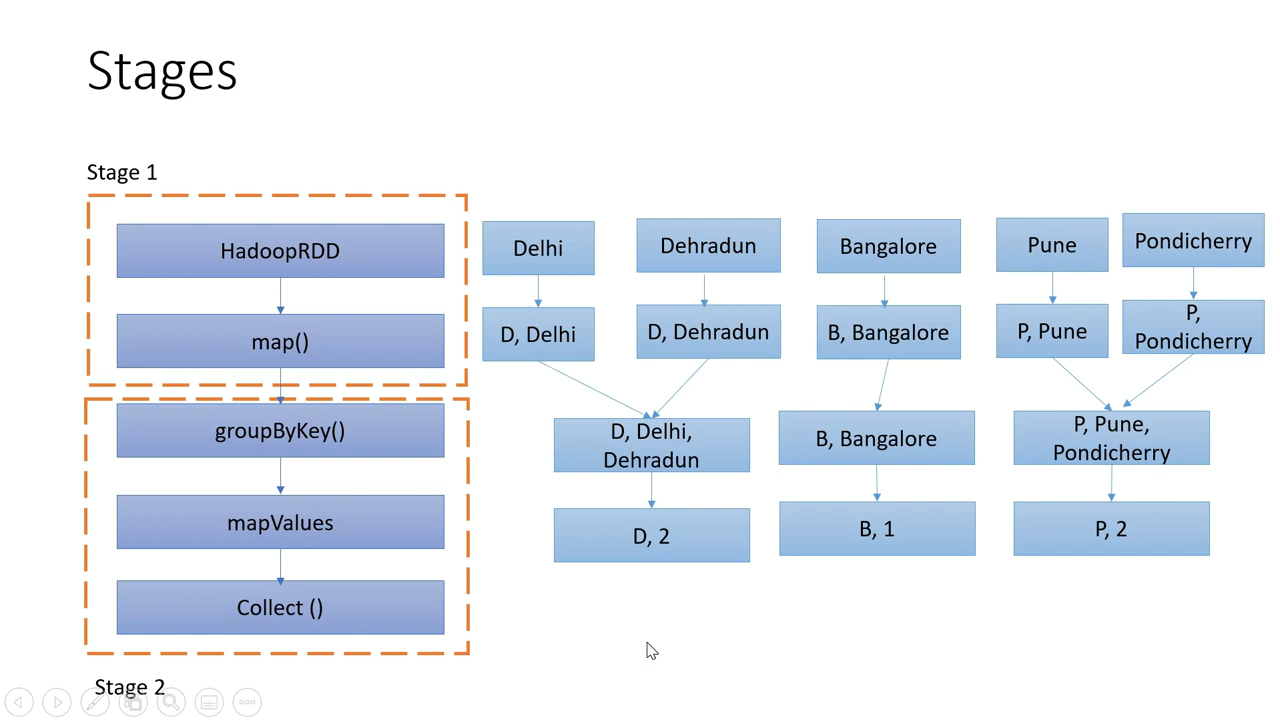 Stages
Stage 1
HadoopRDD
map()
groupByKey()
mapValues
Collect ()
Stage 2
Delhi
Dehradun
Bangalore
Pune
Pondicherry
D, Delhi
D, Dehradun
B, Bangalore
P, Pune
P,
Pondicherry
D, Delhi,
Dehradun
B, Bangalore
P, Pune,
Pondicherry
D, 2
B, 1
P, 2